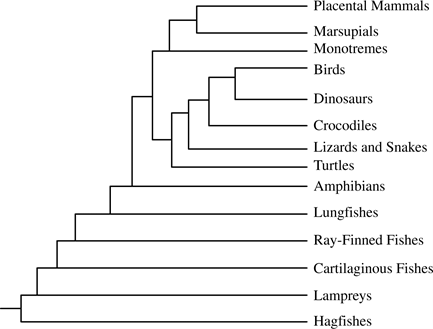 Placental Mammals
Marsupials
Monotremes
Birds
Dinosaurs
Crocodiles
Lizards and Snakes
Turtles
Amphibians
Lungfishes
Ray-Finned Fishes
Cartilaginous Fishes
Lampreys
Hagfishes